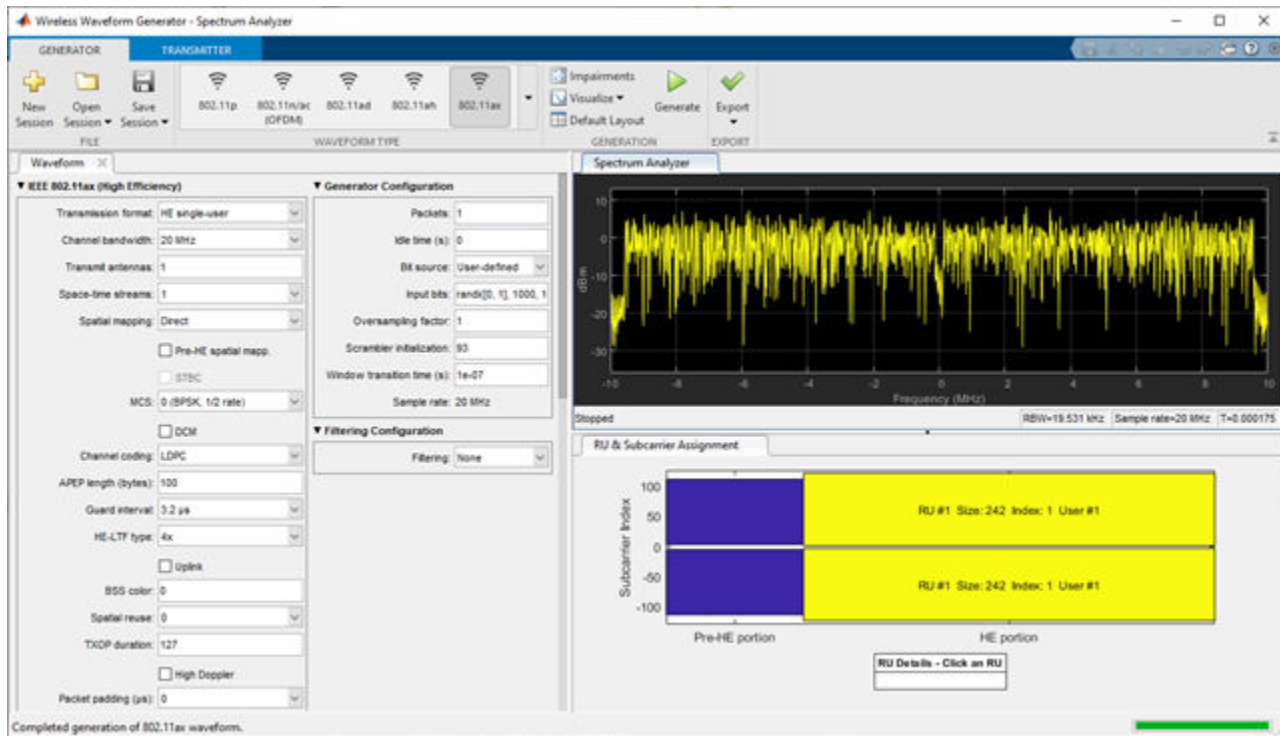 Wireless Waveform Generator - Spectrum Analyzer
GENERATOR
TRANSMITTER
New Session
Open Session
Save Session
FILE
802.11p
802.11n/ac (OFDM)
802.11ad
802.11ah
802.11ax
WAVEFORM TYPE
Impairments
Visualize
Default Layout
Generate
GENERATION
Export
EXPORT
Waveform
IEEE 802.11ax (High Efficiency)
Transmission format: HE single-user
Channel bandwidth: 20 MHz
Transmit antennas: 1
Space-time streams: 1
Spatial mapping: Direct
Pre-HE spatial mapp.
STBC
MCS: 0 (BPSK, 1/2 rate)
DCM
Channel coding: LDPC
APEP length (bytes): 100
Guard interval: 3.2 µs
HE-LTF type: 4x
Uplink
BSS color: 0
Spatial reuse: 0
TXOP duration: 127
High Doppler
Packet padding (µs): 0
Generator Configuration
Packets: 1
Idle time (s): 0
Bit source: User-defined
Input bits: randi([0, 1], 1000, 1
Oversampling factor: 1
Scrambler initialization: 93
Window transition time (s): 1e-07
Sample rate: 20 MHz
Filtering Configuration
Filtering: None
Spectrum Analyzer
10
0
-10
-20
-30
dBm
-10 -8 -6 -4 -2 0 2 4 6 8 10
Frequency (MHz)
Stopped
RBW=19.531 kHz Sample rate=20 MHz T=0.000175
RU & Subcarrier Assignment
100
50
0
-50
-100
Subcarrier Index
RU #1 Size: 242 Index: 1 User #1
RU #1 Size: 242 Index: 1 User #1
Pre-HE portion
HE portion
RU Details - Click an RU
Completed generation of 802.11ax waveform.